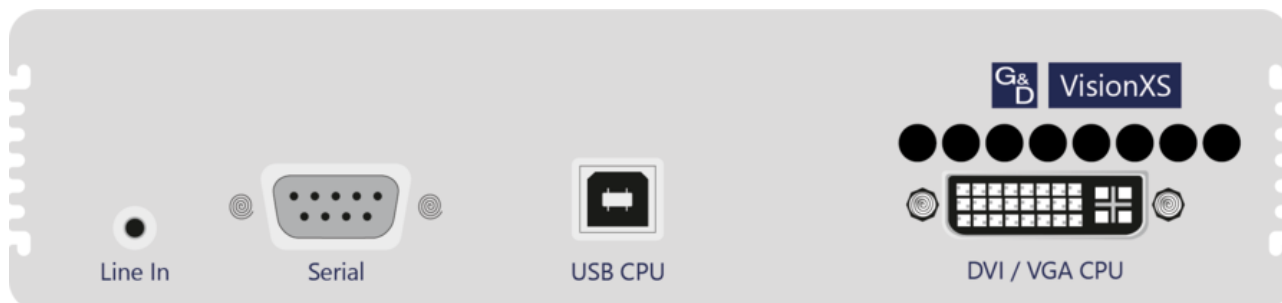 G&D VisionXS
Line In
Serial
USB CPU
DVI / VGA CPU